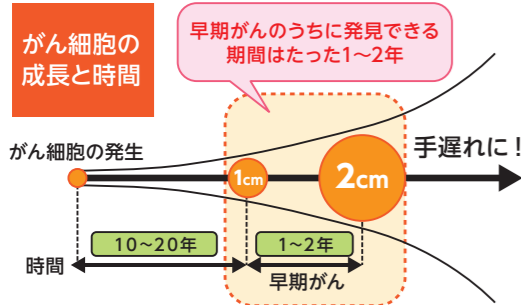 がん細胞の
成長と時間
早期がんのうちに発見できる
期間はたった1〜2年
がん細胞の発生
1cm
2cm
手遅れに！
10〜20年
1〜2年
時間
早期がん